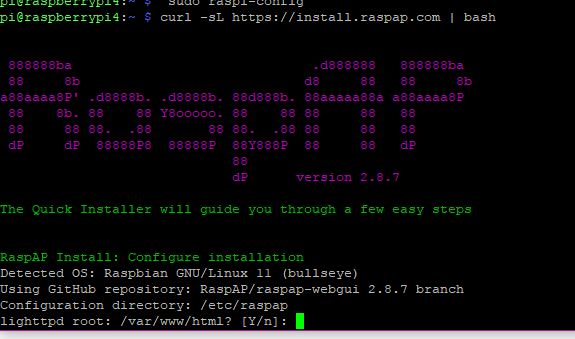 pi@raspberrypi4:~ $ sudo raspi-config
pi@raspberrypi4:~ $ curl -sL https://install.raspap.com | bash
 888888ba                              .d888888   888888ba
 88     8b                            d8     88   88     8b
a88aaaa8P' .d8888b. .d8888b. 88d888b. 88aaaaa88a a88aaaa8P
 88    8b. 88    88 Y8ooooo. 88    88 88     88   88
 88     88 88.  .88       88 88.  .88 88     88   88
 dP     dP 88888P8  88888P  88Y888P  88     88   dP
                             88
                             dP      version 2.8.7
The Quick Installer will guide you through a few easy steps
RaspAP Install: Configure installation
Detected OS: Raspbian GNU/Linux 11 (bullseye)
Using GitHub repository: RaspAP/raspap-webgui 2.8.7 branch
Configuration directory: /etc/raspap
lighttpd root: /var/www/html? [Y/n]: